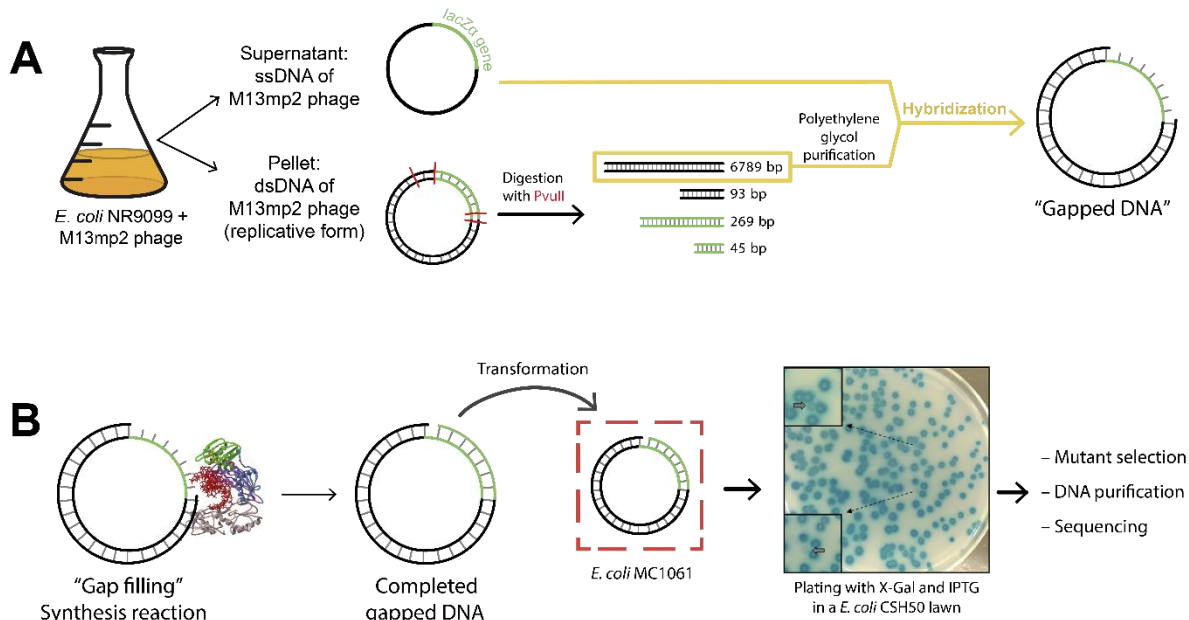 A
E. coli NR9099 +
M13mp2 phage
Supernatant:
ssDNA of
M13mp2 phage
lacZα gene
Pellet:
dsDNA of
M13mp2 phage
(replicative form)
Digestion
with PvuII
6789 bp
93 bp
269 bp
45 bp
Polyethylene
glycol
purification
Hybridization
"Gapped DNA"
B
"Gap filling"
Synthesis reaction
Completed
gapped DNA
Transformation
E. coli MC1061
Plating with X-Gal and IPTG
in a E. coli CSH50 lawn
– Mutant selection
– DNA purification
– Sequencing